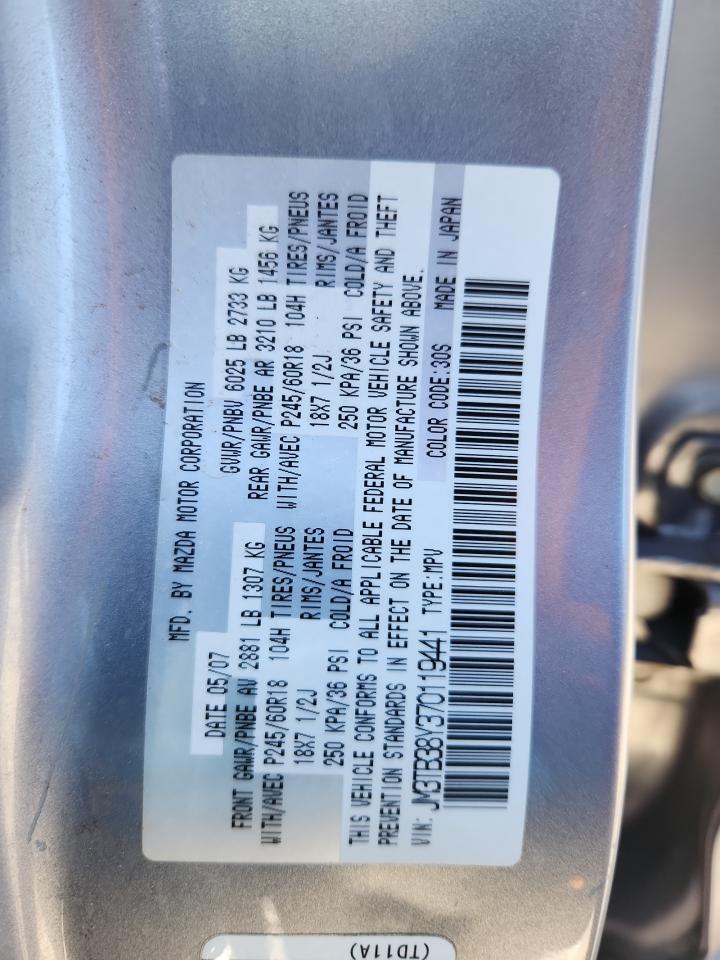 MFD. BY MAZDA MOTOR CORPORATION
DATE 05/07 GVWR/PNBV 6025 LB 2733 KG
FRONT GAWR/PNBE AV 2881 LB 1307 KG REAR GAWR/PNBE AR 3210 LB 1456 KG
WITH/AVEC P245/60R18 104H TIRES/PNEUS WITH/AVEC P245/60R18 104H TIRES/PNEUS
18X7 1/2J RIMS/JANTES 18X7 1/2J RIMS/JANTES
250 KPA/36 PSI COLD/A FROID 250 KPA/36 PSI COLD/A FROID
THIS VEHICLE CONFORMS TO ALL APPLICABLE FEDERAL MOTOR VEHICLE SAFETY AND THEFT
PREVENTION STANDARDS IN EFFECT ON THE DATE OF MANUFACTURE SHOWN ABOVE.
VIN: JM3TB38Y370119441 TYPE:MPV COLOR CODE:30S MADE IN JAPAN
(TD11A)